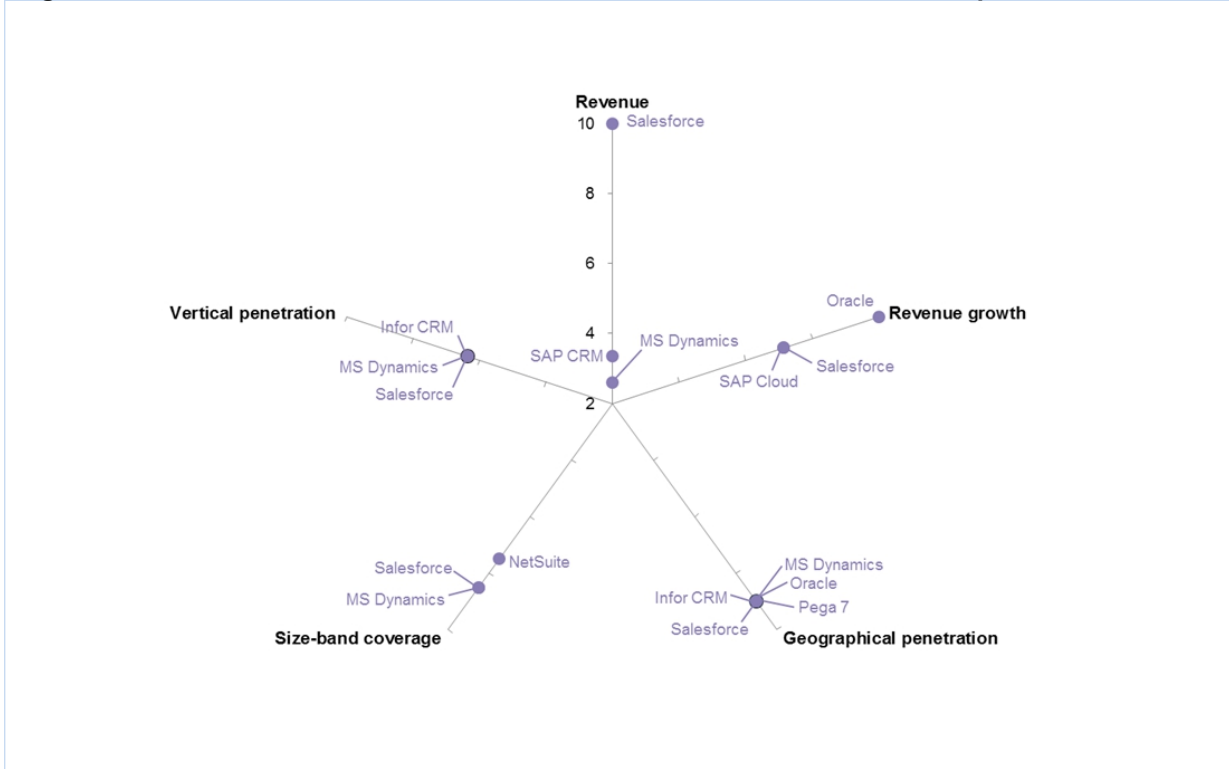 Revenue
10
Salesforce
8
6
Oracle
Vertical penetration
Revenue growth
Infor CRM
4
MS Dynamics
SAP CRM
MS Dynamics
Salesforce
SAP Cloud
Salesforce
2
Salesforce
NetSuite
MS Dynamics
Oracle
MS Dynamics
Infor CRM
Pega 7
Salesforce
Size-band coverage
Geographical penetration